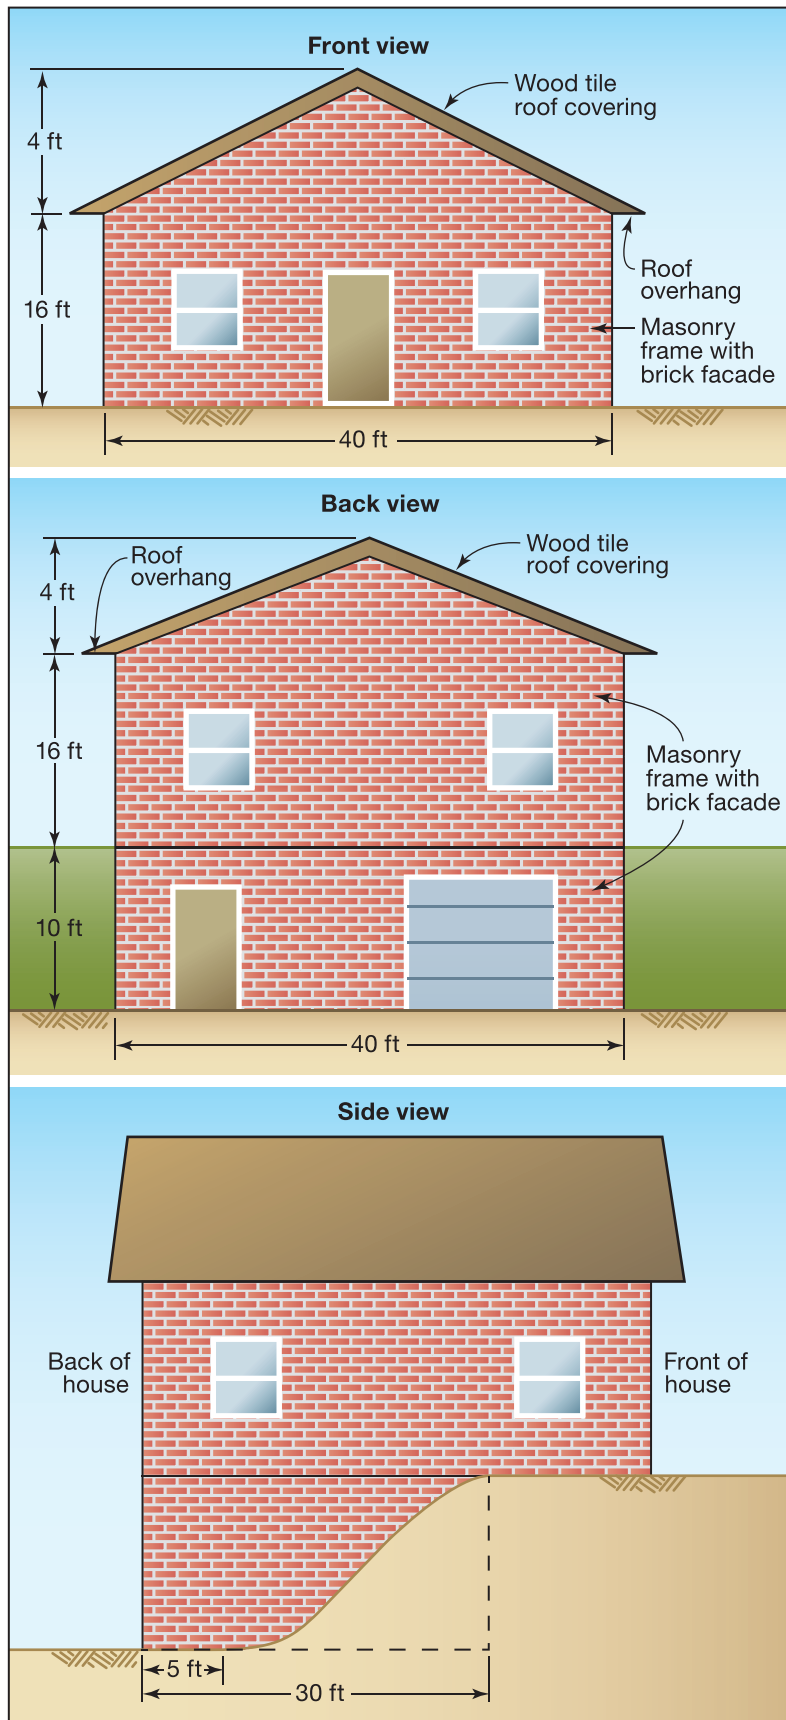 Front view
Wood tile
roof covering
4 ft
Roof
overhang
16 ft
Masonry
frame with
brick facade
40 ft
Back view
Roof
overhang
Wood tile
roof covering
4 ft
16 ft
Masonry
frame with
brick facade
10 ft
40 ft
Side view
Back of
house
Front of
house
5 ft
30 ft